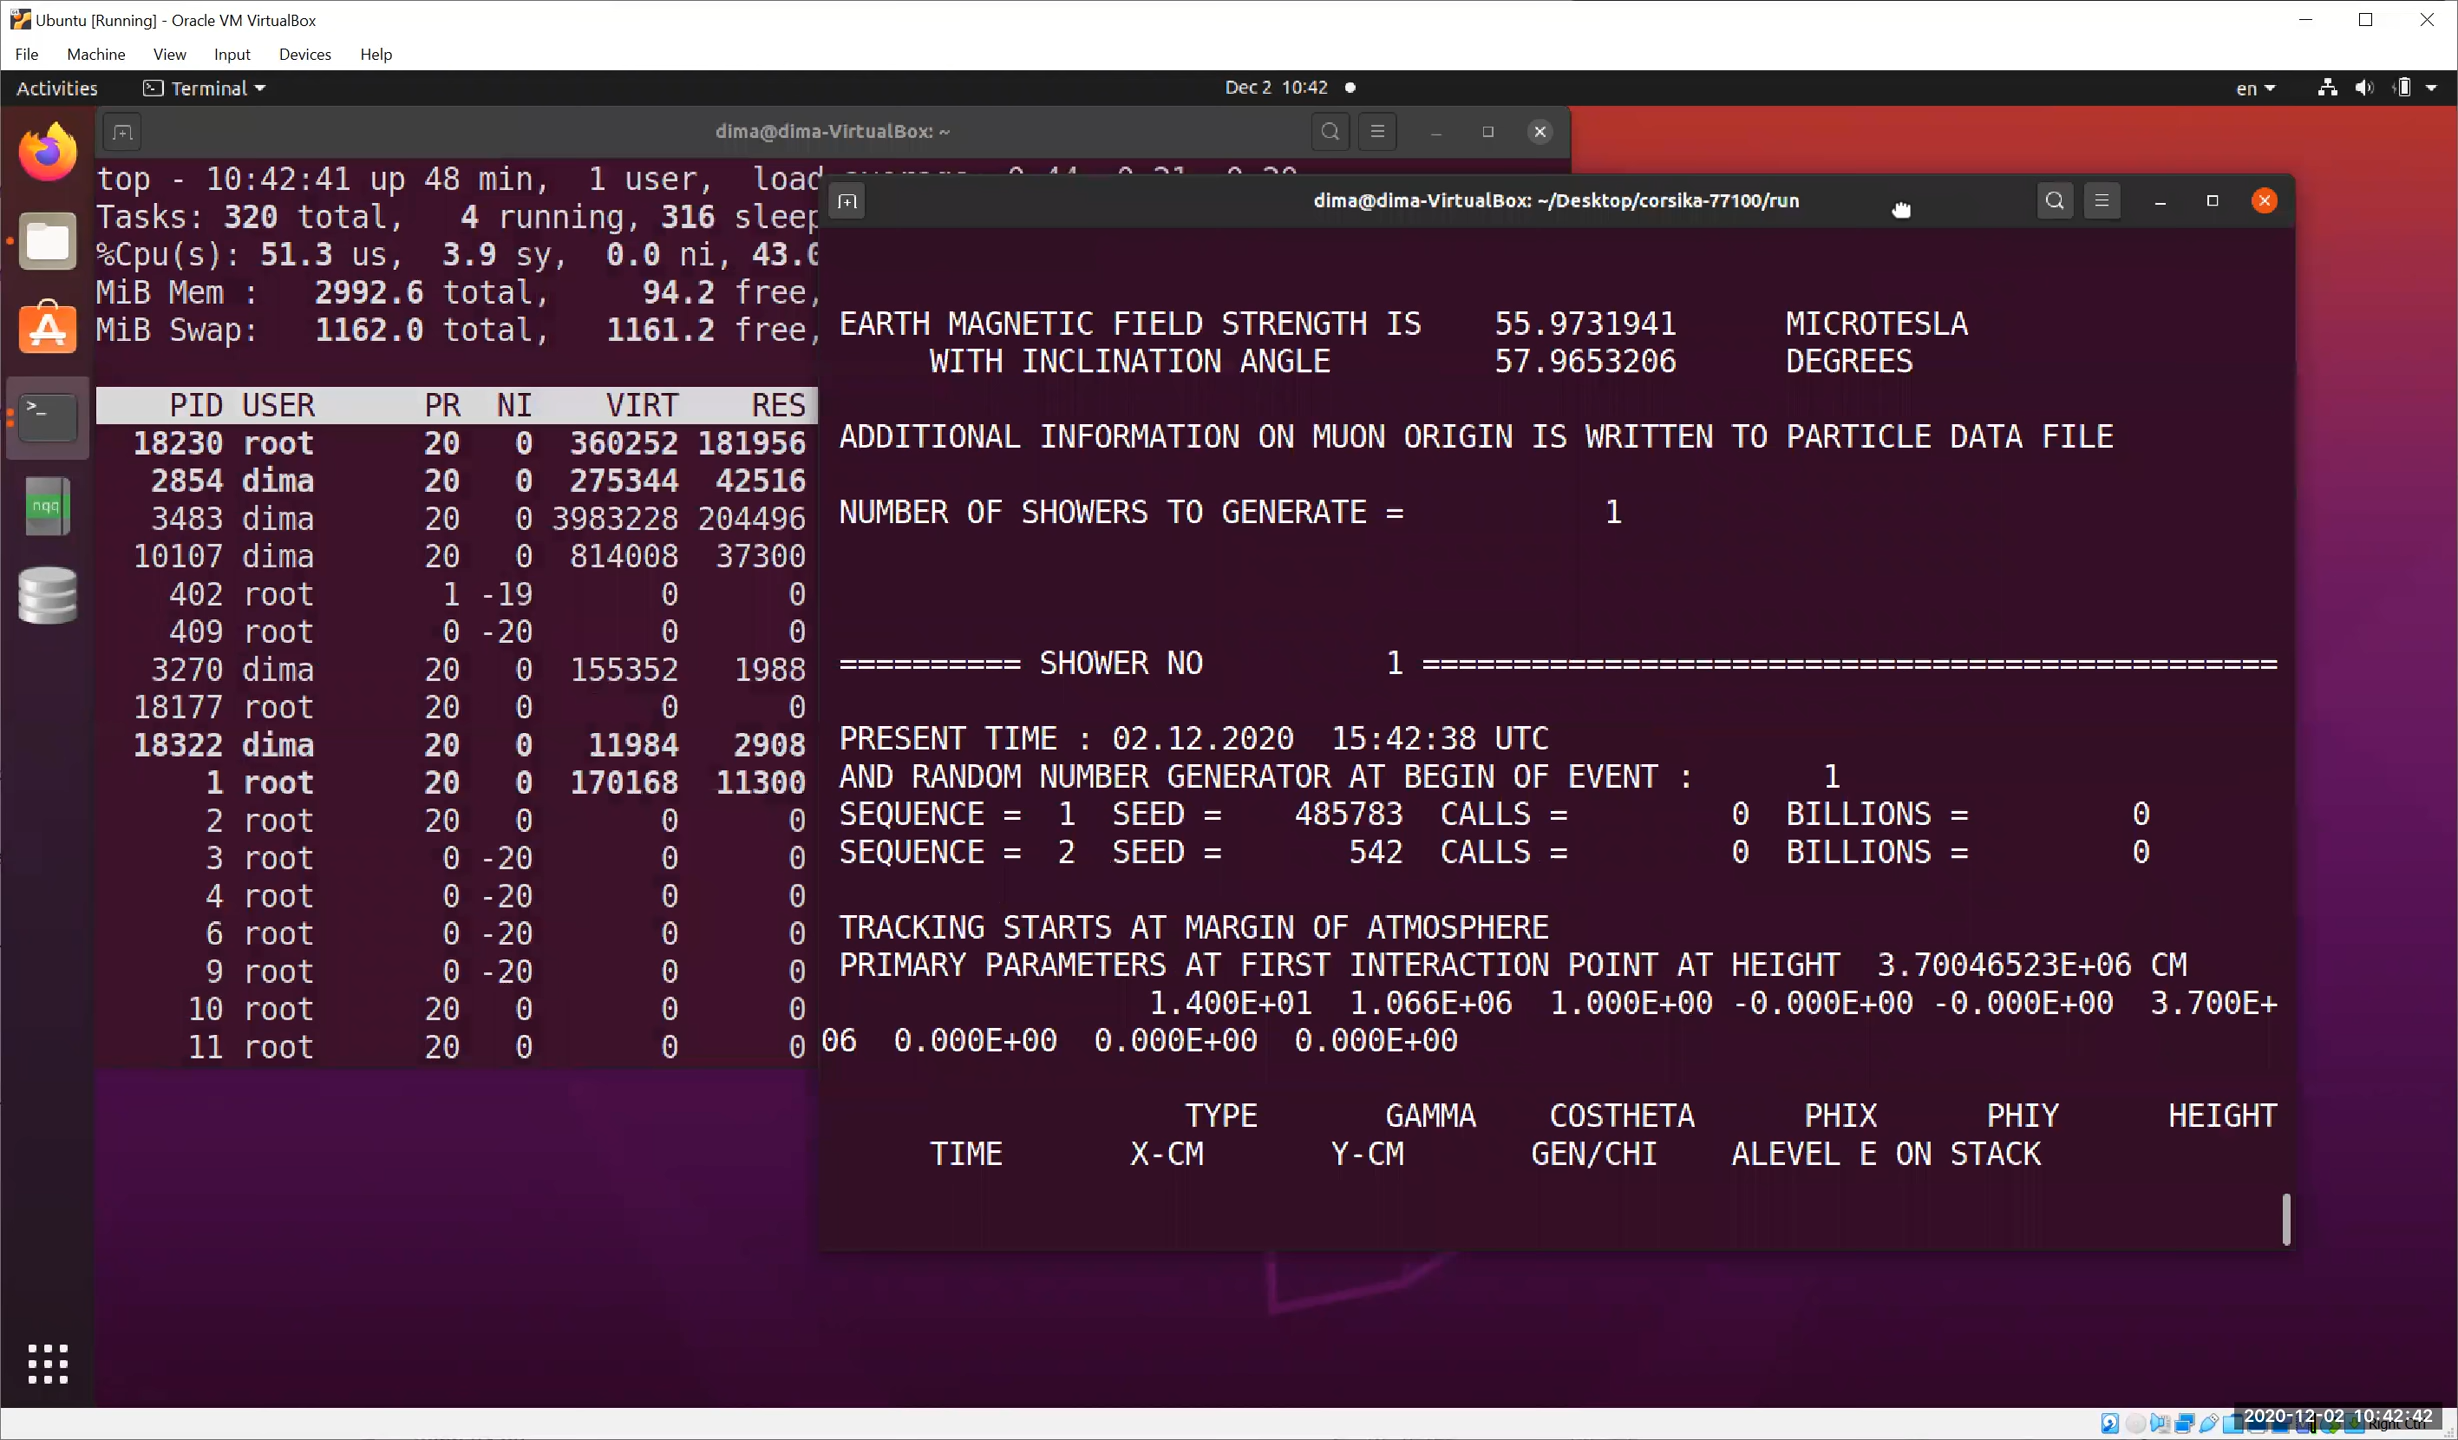 Ubuntu [Running] - Oracle VM VirtualBox
File Machine View Input Devices Help
Activities Terminal Dec 2 10:42 en
dima@dima-VirtualBox: ~
top - 10:42:41 up 48 min, 1 user, load
Tasks: 320 total, 4 running, 316 sleep
%Cpu(s): 51.3 us, 3.9 sy, 0.0 ni, 43.0
MiB Mem : 2992.6 total, 94.2 free,
MiB Swap: 1162.0 total, 1161.2 free,
PID USER PR NI VIRT RES
18230 root 20 0 360252 181956
2854 dima 20 0 275344 42516
3483 dima 20 0 3983228 204496
10107 dima 20 0 814008 37300
402 root 1 -19 0 0
409 root 0 -20 0 0
3270 dima 20 0 155352 1988
18177 root 20 0 0 0
18322 dima 20 0 11984 2908
1 root 20 0 170168 11300
2 root 20 0 0 0
3 root 0 -20 0 0
4 root 0 -20 0 0
6 root 0 -20 0 0
9 root 0 -20 0 0
10 root 20 0 0 0
11 root 20 0 0 0
nqq
dima@dima-VirtualBox: ~/Desktop/corsika-77100/run
EARTH MAGNETIC FIELD STRENGTH IS 55.9731941 MICROTESLA
WITH INCLINATION ANGLE 57.9653206 DEGREES
ADDITIONAL INFORMATION ON MUON ORIGIN IS WRITTEN TO PARTICLE DATA FILE
NUMBER OF SHOWERS TO GENERATE = 1
========== SHOWER NO 1 ===============================================
PRESENT TIME : 02.12.2020 15:42:38 UTC
AND RANDOM NUMBER GENERATOR AT BEGIN OF EVENT : 1
SEQUENCE = 1 SEED = 485783 CALLS = 0 BILLIONS = 0
SEQUENCE = 2 SEED = 542 CALLS = 0 BILLIONS = 0
TRACKING STARTS AT MARGIN OF ATMOSPHERE
PRIMARY PARAMETERS AT FIRST INTERACTION POINT AT HEIGHT 3.70046523E+06 CM
1.400E+01 1.066E+06 1.000E+00 -0.000E+00 -0.000E+00 3.700E+
06 0.000E+00 0.000E+00 0.000E+00
TYPE GAMMA COSTHETA PHIX PHIY HEIGHT
TIME X-CM Y-CM GEN/CHI ALEVEL E ON STACK
2020-12-02 10:42:42